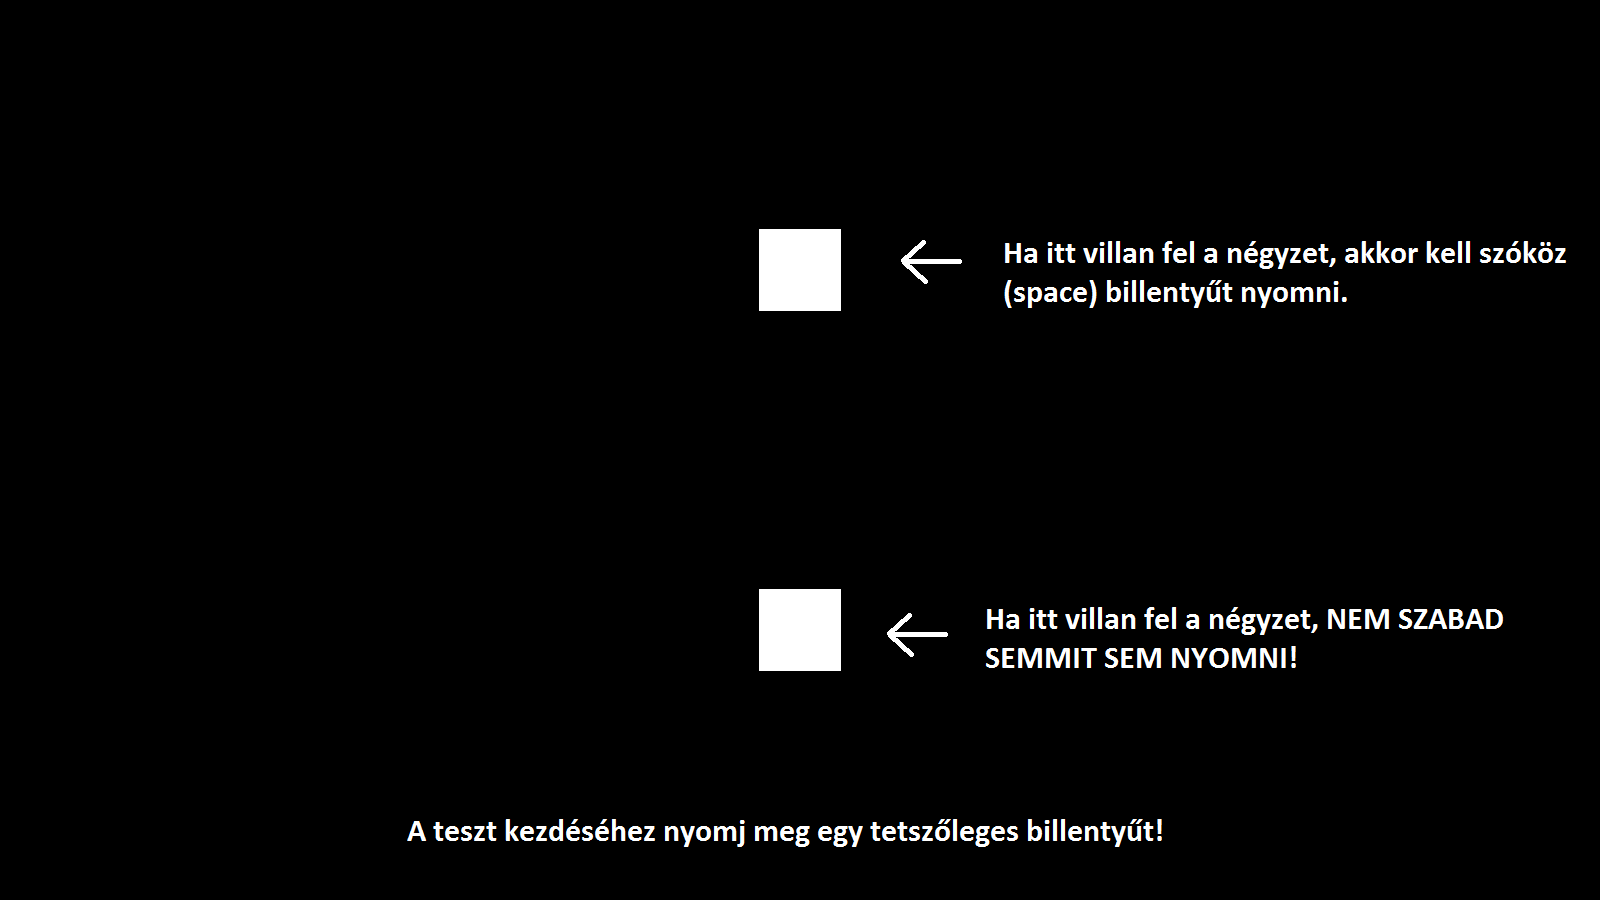 Ha itt villan fel a négyzet, akkor kell szóköz
(space) billentyűt nyomni.
Ha itt villan fel a négyzet, NEM SZABAD
SEMMIT SEM NYOMNI!
A teszt kezdéséhez nyomj meg egy tetszőleges billentyűt!